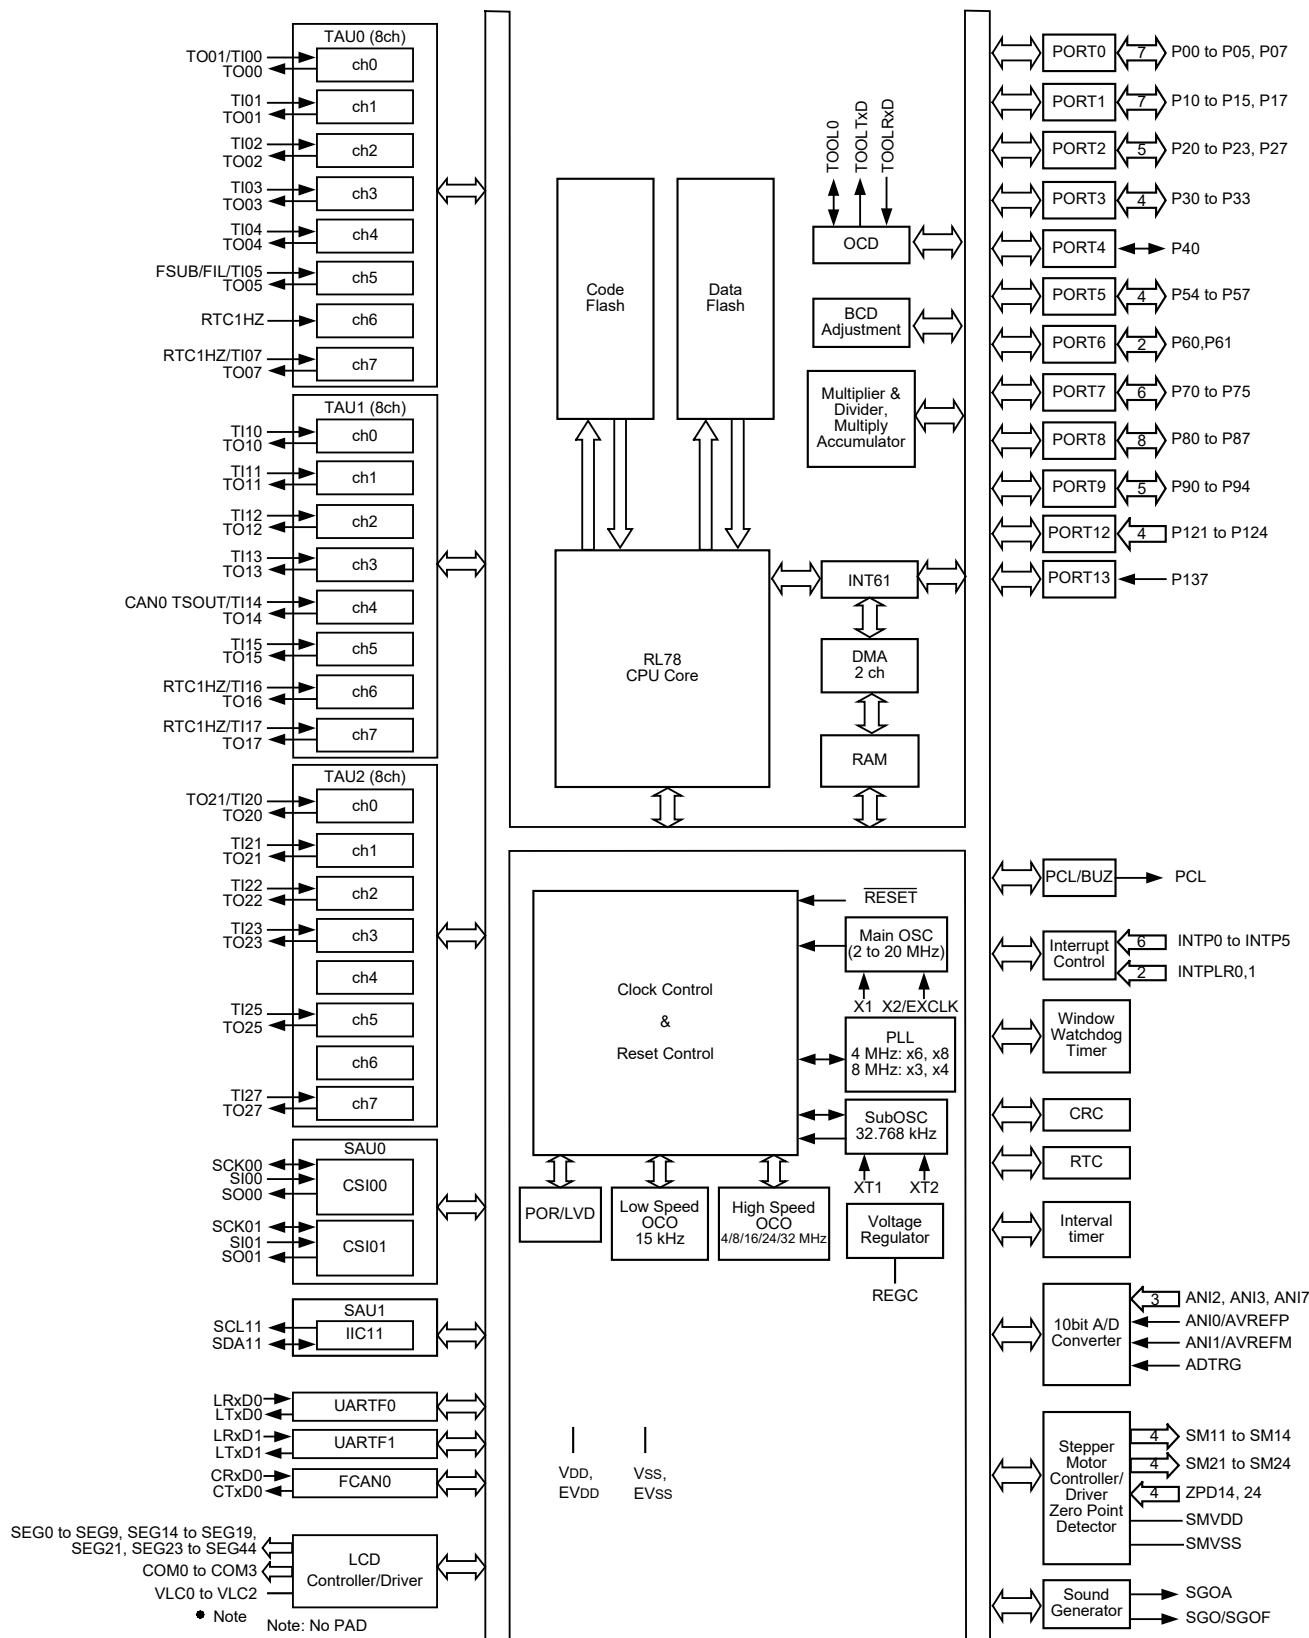 TAU0 (8ch)
TO01/TI00
TO00
ch0
TI01
TO01
ch1
TI02
TO02
ch2
TI03
TO03
ch3
TI04
TO04
ch4
FSUB/FIL/TI05
TO05
ch5
RTC1HZ
ch6
RTC1HZ/TI07
TO07
ch7
TAU1 (8ch)
TI10
TO10
ch0
TI11
TO11
ch1
TI12
TO12
ch2
TI13
TO13
ch3
CAN0 TSOUT/TI14
TO14
ch4
TI15
TO15
ch5
RTC1HZ/TI16
TO16
ch6
RTC1HZ/TI17
TO17
ch7
TAU2 (8ch)
TO21/TI20
TO20
ch0
TI21
TO21
ch1
TI22
TO22
ch2
TI23
TO23
ch3
ch4
TI25
TO25
ch5
ch6
TI27
TO27
ch7
SAU0
SCK00
SI00
SO00
CSI00
SCK01
SI01
SO01
CSI01
SAU1
SCL11
SDA11
IIC11
LRxD0
LTxD0
UARTF0
LRxD1
LTxD1
UARTF1
CRxD0
CTxD0
FCAN0
SEG0 to SEG9, SEG14 to SEG19,
SEG21, SEG23 to SEG44
COM0 to COM3
VLC0 to VLC2
LCD
Controller/Driver
● Note
Note: No PAD
Code
Flash
Data
Flash
TOOL0
TOOLTxD
TOOLRxD
OCD
BCD
Adjustment
Multiplier &
Divider,
Multiply
Accumulator
RL78
CPU Core
INT61
DMA
2 ch
RAM
Clock Control
&
Reset Control
RESET
Main OSC
(2 to 20 MHz)
X1 X2/EXCLK
PLL
4 MHz: x6, x8
8 MHz: x3, x4
SubOSC
32.768 kHz
XT1 XT2
POR/LVD
Low Speed
OCO
15 kHz
High Speed
OCO
4/8/16/24/32 MHz
Voltage
Regulator
REGC
VDD,
EVDD
VSS,
EVSS
PORT0 7 P00 to P05, P07
PORT1 7 P10 to P15, P17
PORT2 5 P20 to P23, P27
PORT3 4 P30 to P33
PORT4 P40
PORT5 4 P54 to P57
PORT6 2 P60,P61
PORT7 6 P70 to P75
PORT8 8 P80 to P87
PORT9 5 P90 to P94
PORT12 4 P121 to P124
PORT13 P137
PCL/BUZ PCL
Interrupt
Control
6 INTP0 to INTP5
2 INTPLR0,1
Window
Watchdog
Timer
CRC
RTC
Interval
timer
10bit A/D
Converter
3 ANI2, ANI3, ANI7
ANI0/AVREFP
ANI1/AVREFM
ADTRG
Stepper
Motor
Controller/
Driver
Zero Point
Detector
4 SM11 to SM14
4 SM21 to SM24
4 ZPD14, 24
SMVDD
SMVSS
Sound
Generator
SGOA
SGO/SGOF